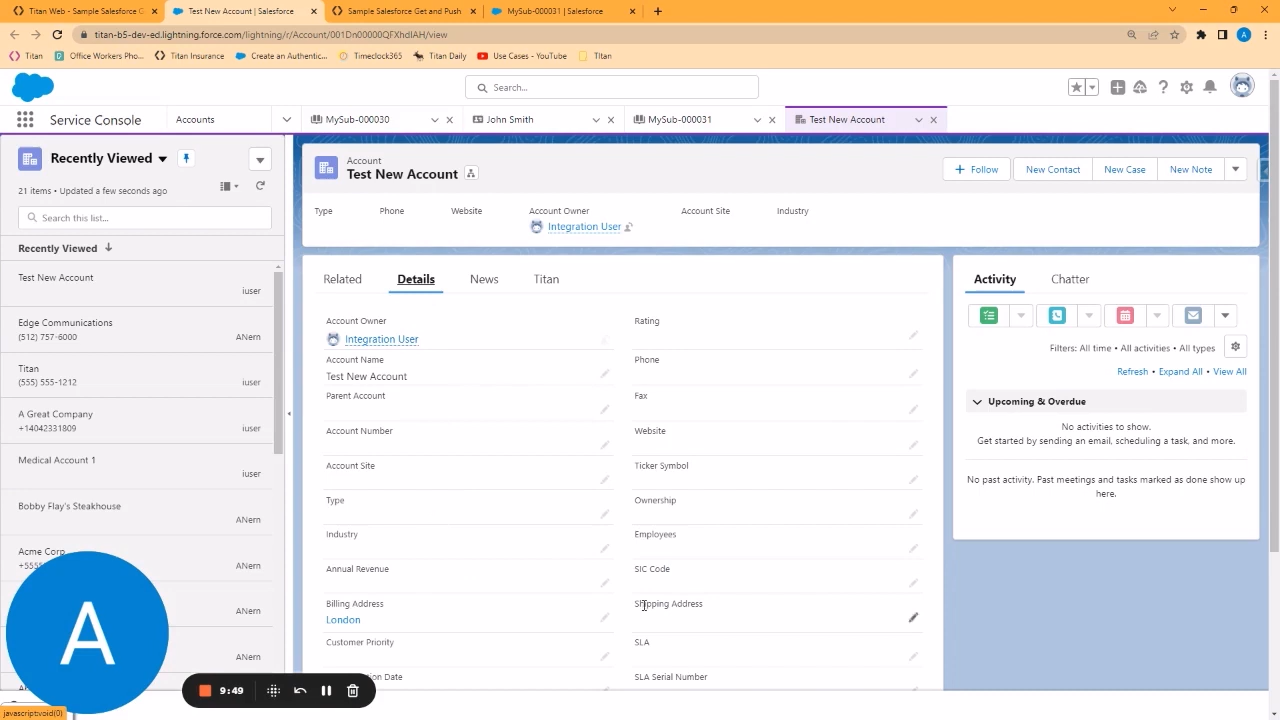 Titan Web - Sample Salesforce G
Test New Account | Salesforce
Sample Salesforce Get and Push
MySub-000031 | Salesforce
titan-b5-dev-ed.lightning.force.com/lightning/r/Account/001Dn00000QFXhdIAH/view
A
Titan
Office Workers Pho...
Titan Insurance
Create an Authentic...
Timeclock365
Titan Daily
Use Cases - YouTube
TItan
Search...
Service Console
Accounts
MySub-000030
John Smith
MySub-000031
Test New Account
Recently Viewed
21 items • Updated a few seconds ago
Search this list...
Recently Viewed
Test New Account
iuser
Edge Communications
(512) 757-6000
ANern
Titan
(555) 555-1212
iuser
A Great Company
+14042331809
iuser
Medical Account 1
iuser
Bobby Flay's Steakhouse
ANern
Acme Corp
+5555
ANern
ANern
ANern
A
9:49
javascript:void(0)
Account
Test New Account
Follow
New Contact
New Case
New Note
Type
Phone
Website
Account Owner
Account Site
Industry
Integration User
Related
Details
News
Titan
Account Owner
Integration User
Rating
Account Name
Test New Account
Phone
Parent Account
Fax
Account Number
Website
Account Site
Ticker Symbol
Type
Ownership
Industry
Employees
Annual Revenue
SIC Code
Billing Address
London
Shipping Address
Customer Priority
SLA
on Date
SLA Serial Number
Activity
Chatter
Filters: All time • All activities • All types
Refresh • Expand All • View All
Upcoming & Overdue
No activities to show.
Get started by sending an email, scheduling a task, and more.
No past activity. Past meetings and tasks marked as done show up
here.